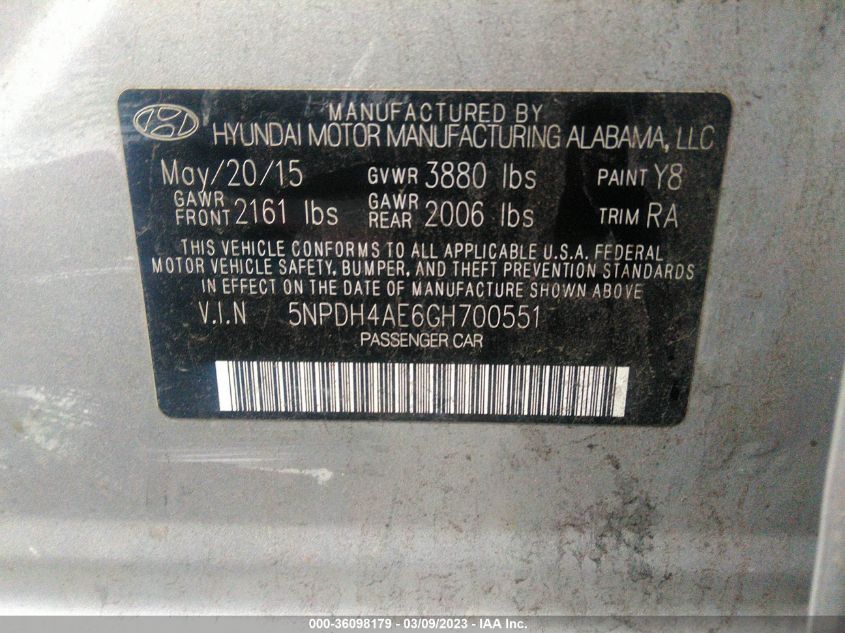 MANUFACTURED BY
HYUNDAI MOTOR MANUFACTURING ALABAMA, LLC
May/20/15 GVWR 3880 lbs PAINT Y8
GAWR FRONT 2161 lbs GAWR REAR 2006 lbs TRIM RA
THIS VEHICLE CONFORMS TO ALL APPLICABLE U.S.A. FEDERAL
MOTOR VEHICLE SAFETY, BUMPER, AND THEFT PREVENTION STANDARDS
IN EFFECT ON THE DATE OF MANUFACTURE SHOWN ABOVE
V.I.N 5NPDH4AE6GH700551
PASSENGER CAR
000-36098179 - 03/09/2023 - IAA Inc.